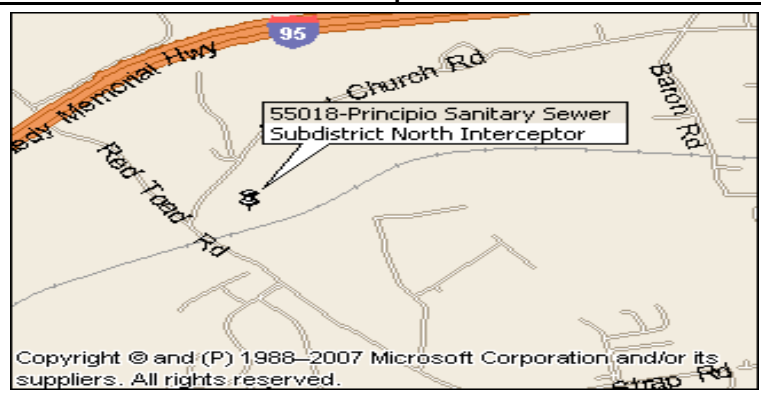 95
edy Memorial Hwy
Church Rd
Baron Rd
55018-Principio Sanitary Sewer
Subdistrict North Interceptor
Red Toad Rd
Copyright © and (P) 1988–2007 Microsoft Corporation and/or its
suppliers. All rights reserved.
Strap Rd